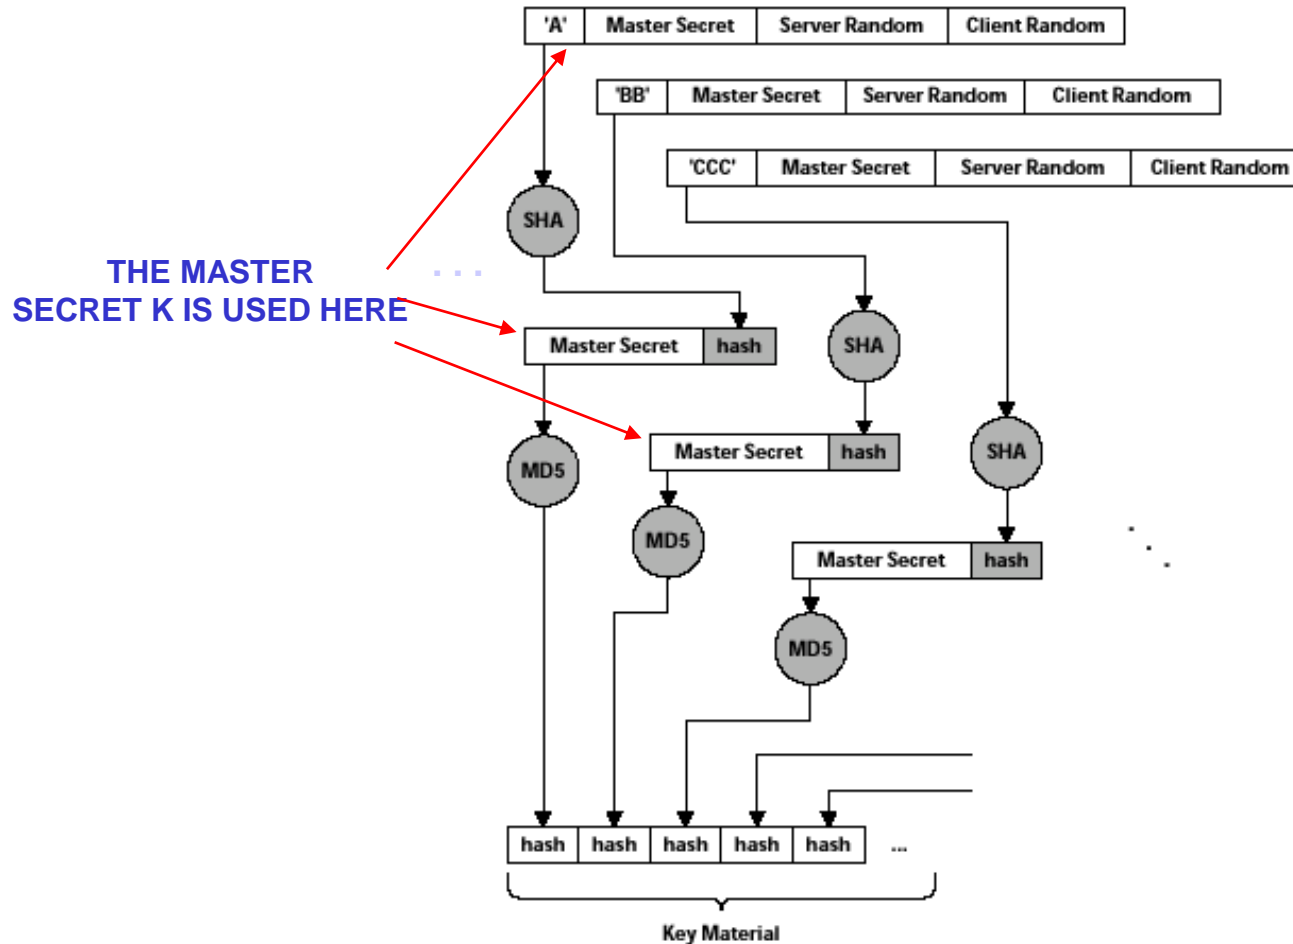 'A' Master Secret Server Random Client Random
'BB' Master Secret Server Random Client Random
'CCC' Master Secret Server Random Client Random
SHA
THE MASTER
SECRET K IS USED HERE
. . .
Master Secret hash
SHA
MD5
Master Secret hash
SHA
MD5
Master Secret hash
MD5
hash hash hash hash hash ...
Key Material